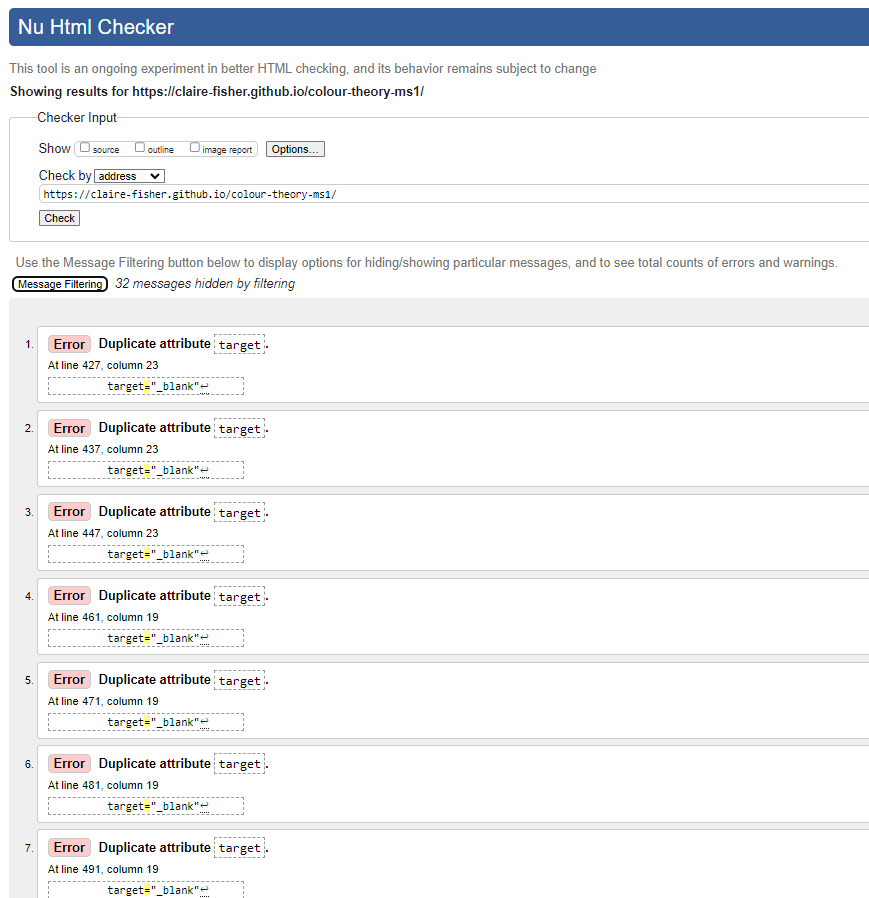 Nu Html Checker
This tool is an ongoing experiment in better HTML checking, and its behavior remains subject to change
Showing results for https://claire-fisher.github.io/colour-theory-ms1/
Checker Input
Show source outline image report Options...
Check by address
https://claire-fisher.github.io/colour-theory-ms1/
Check
Use the Message Filtering button below to display options for hiding/showing particular messages, and to see total counts of errors and warnings.
Message Filtering 32 messages hidden by filtering
1. Error Duplicate attribute target.
At line 427, column 23
target="_blank"↩
2. Error Duplicate attribute target.
At line 437, column 23
target="_blank"↩
3. Error Duplicate attribute target.
At line 447, column 23
target="_blank"↩
4. Error Duplicate attribute target.
At line 461, column 19
target="_blank"↩
5. Error Duplicate attribute target.
At line 471, column 19
target="_blank"↩
6. Error Duplicate attribute target.
At line 481, column 19
target="_blank"↩
7. Error Duplicate attribute target.
At line 491, column 19
target="_blank"↩